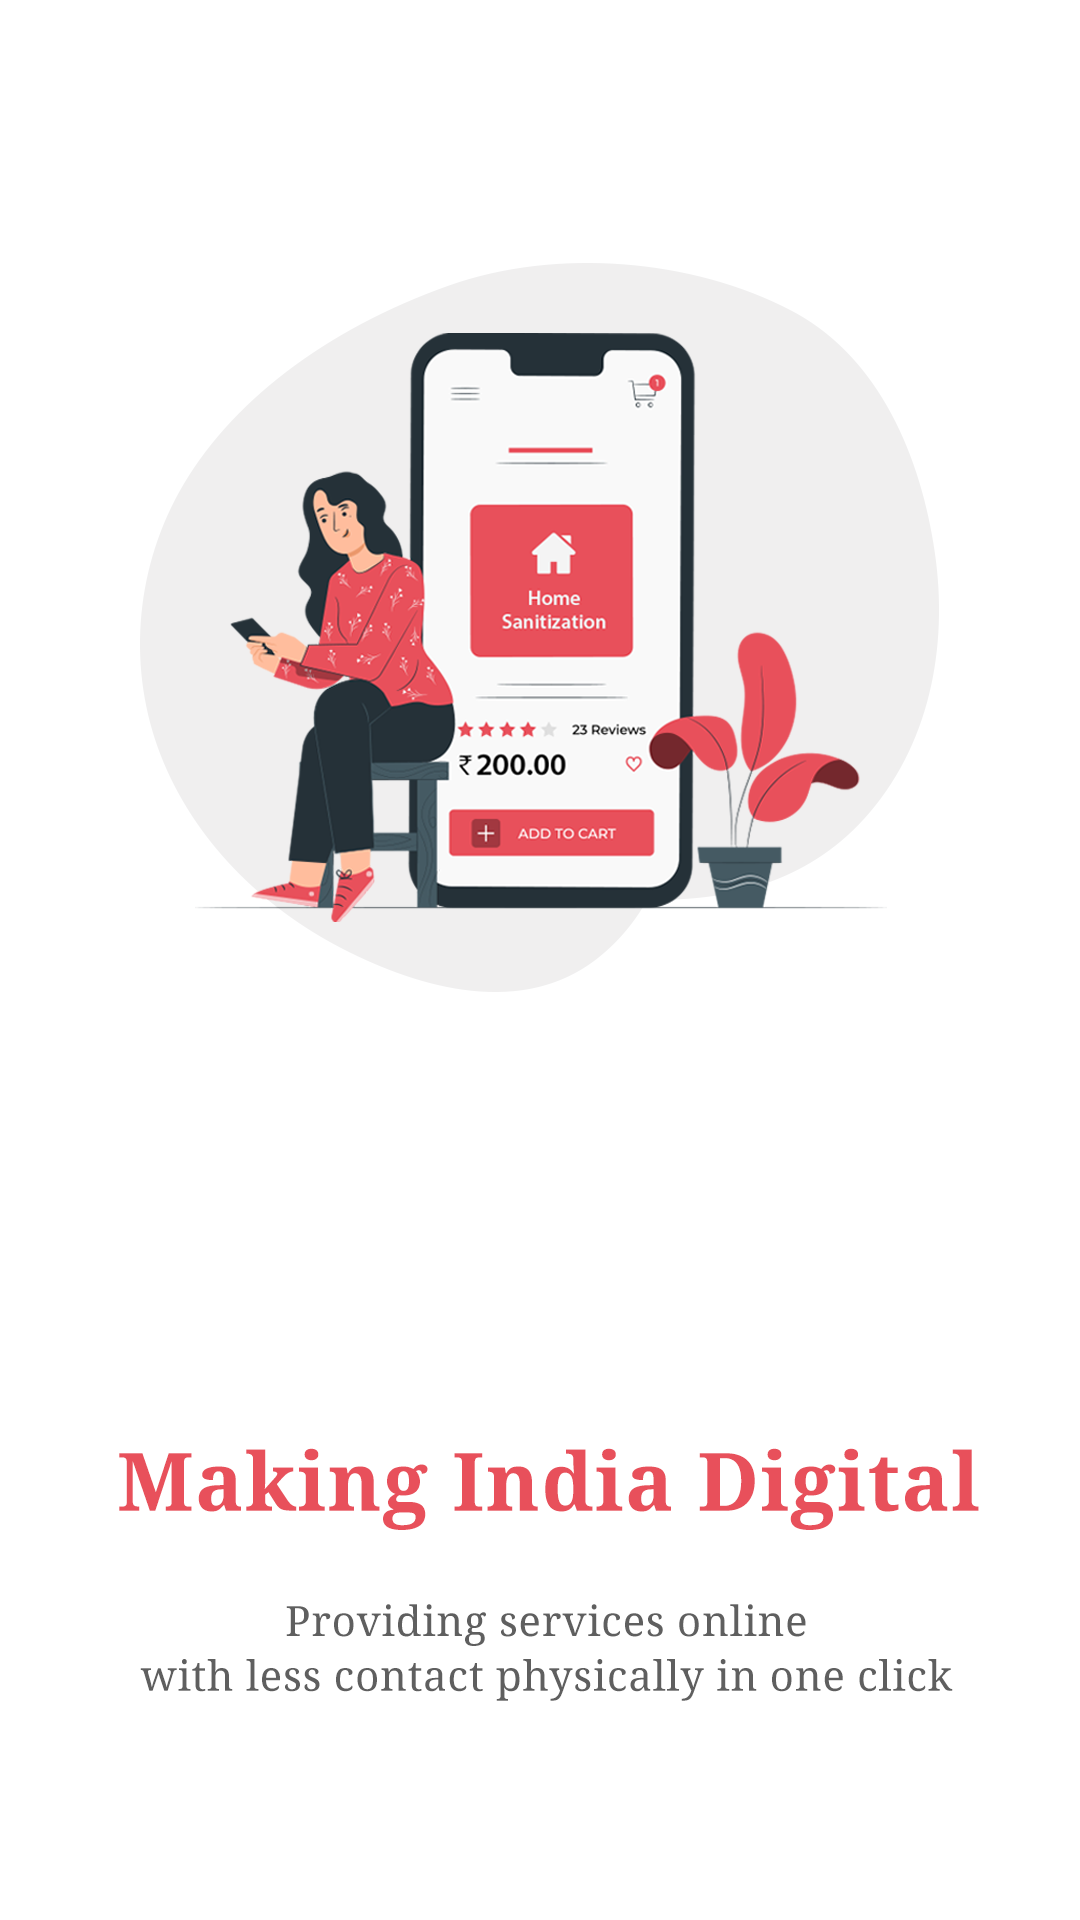 1
Home
Sanitization
23 Reviews
₹ 200.00
ADD TO CART
Making India Digital
Providing services online
with less contact physically in one click